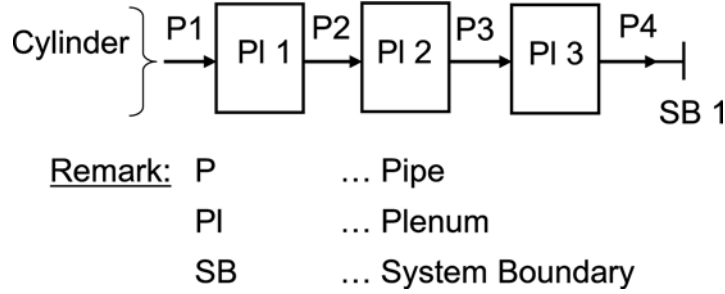 Cylinder P1 Pl 1 P2 Pl 2 P3 Pl 3 P4
SB 1
Remark: P ... Pipe
Pl ... Plenum
SB ... System Boundary